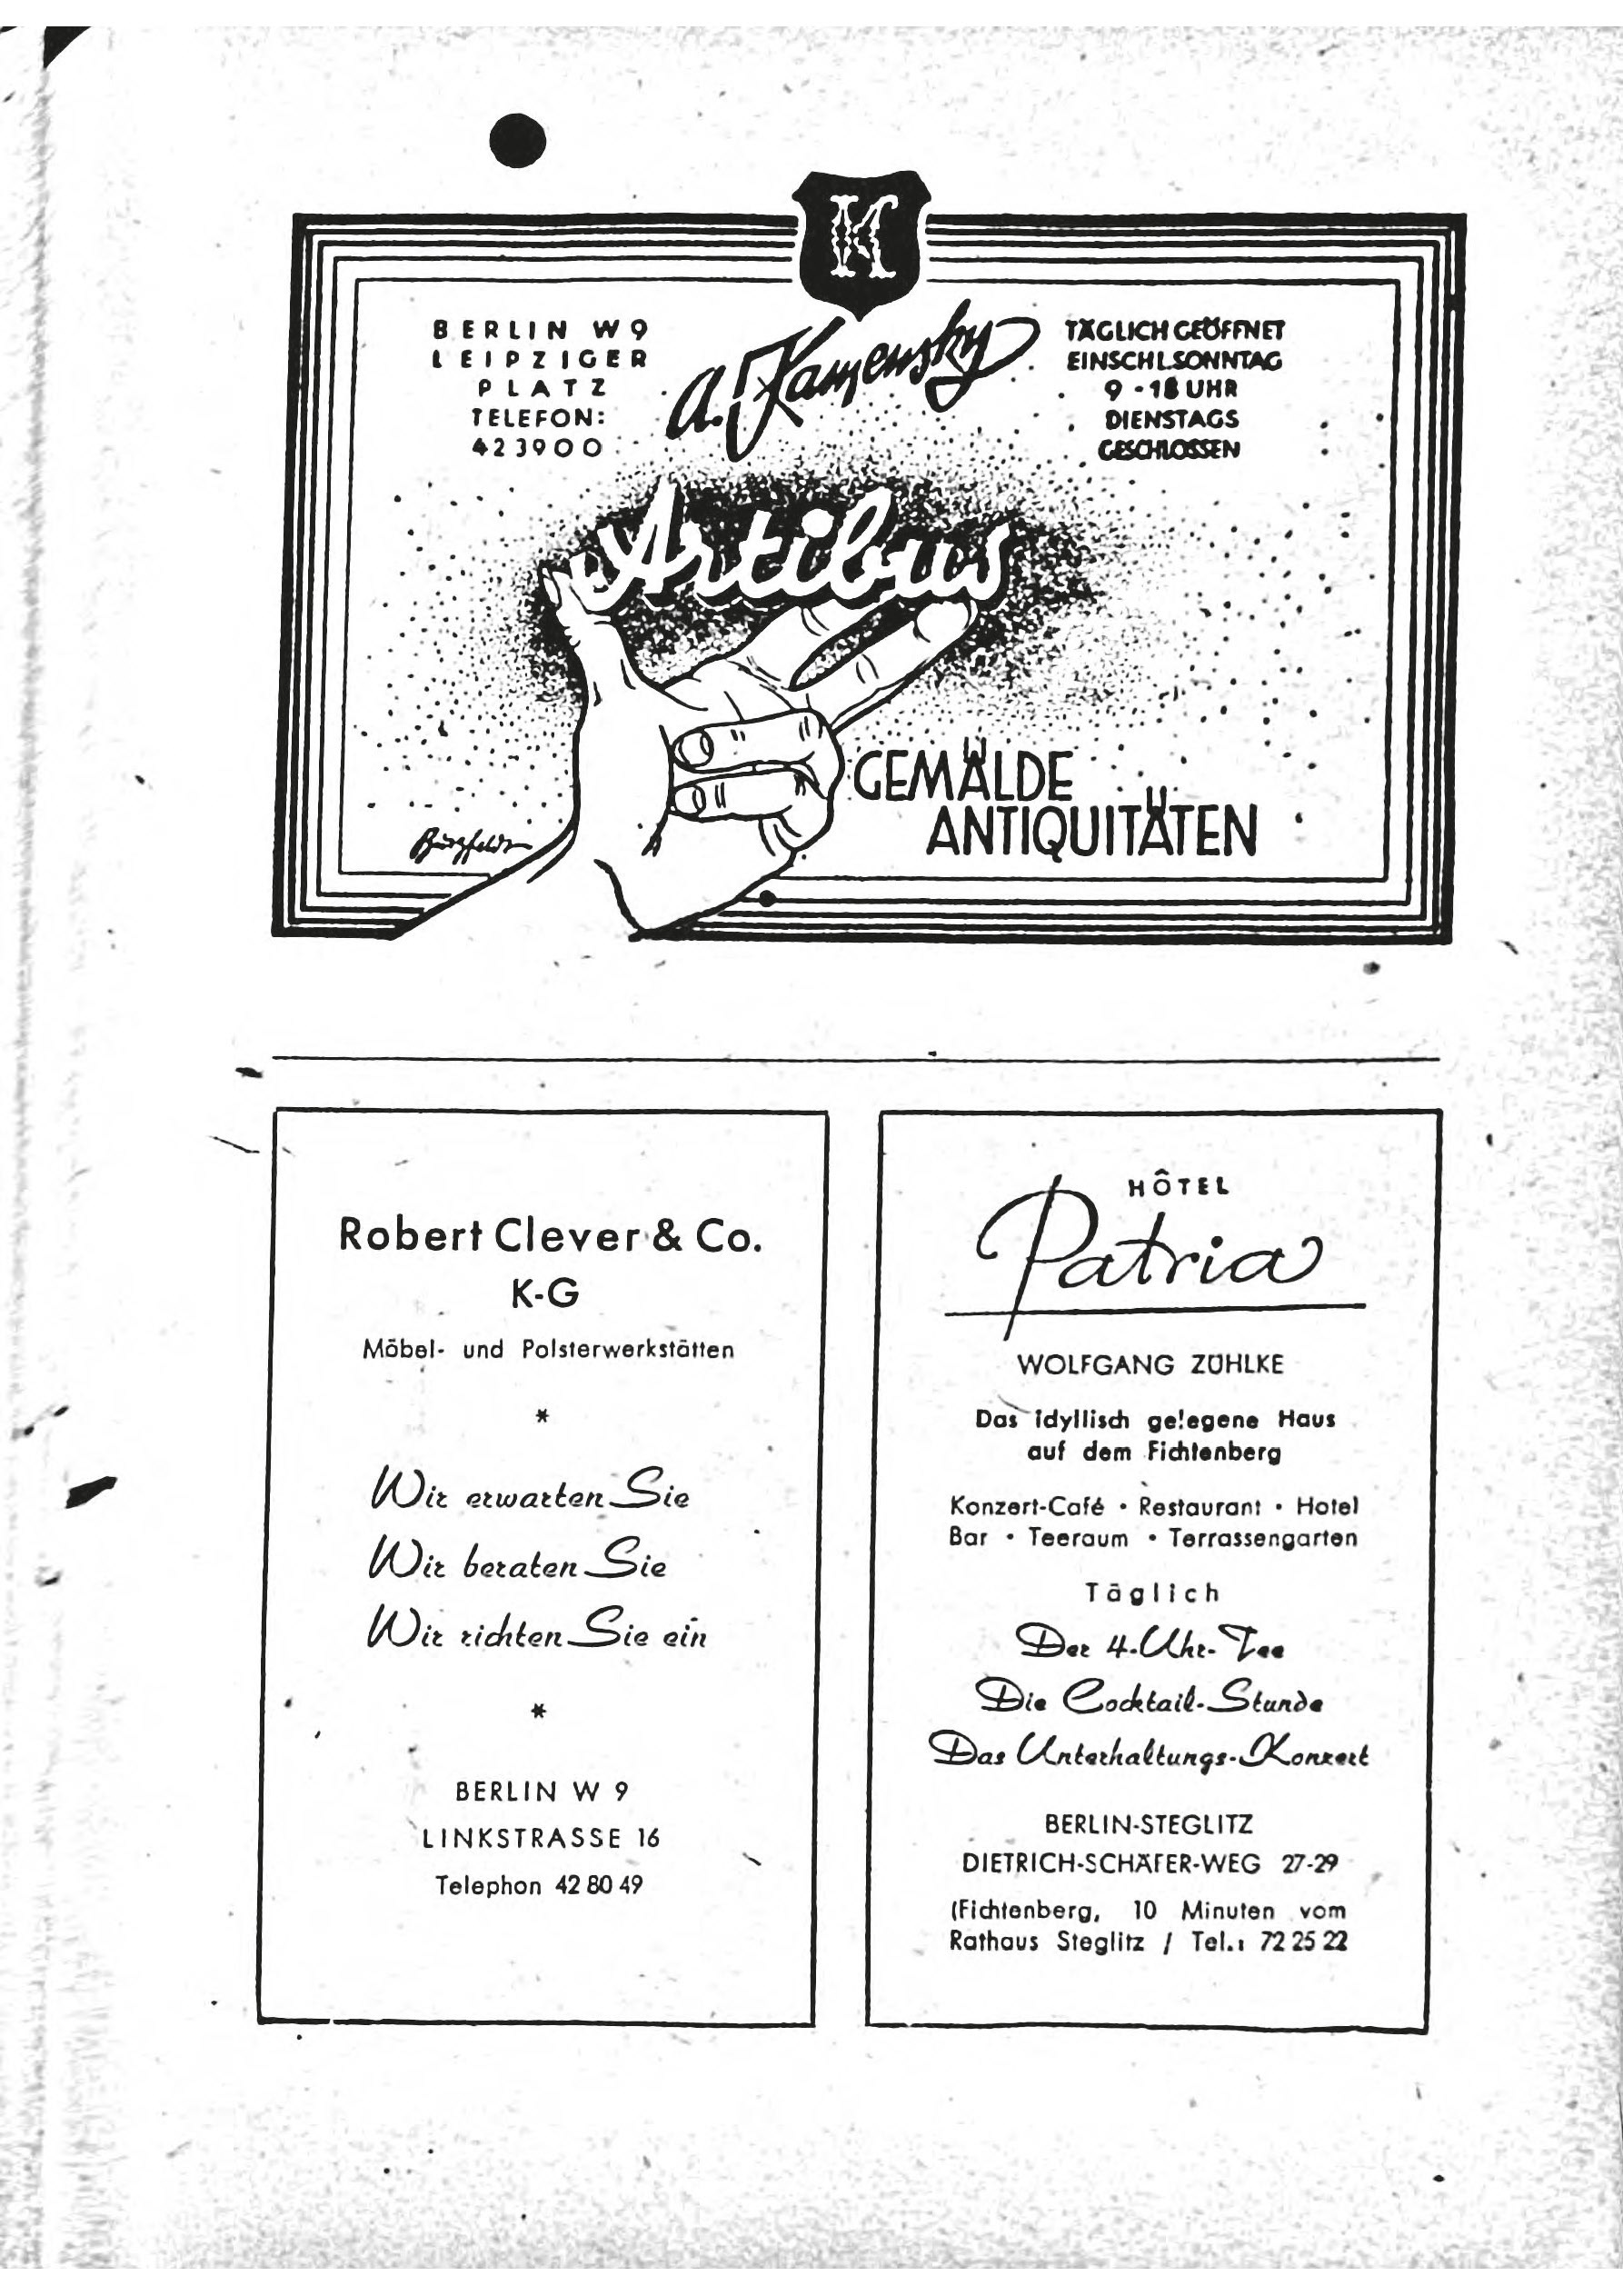 K
BERLIN W9
LEIPZIGER
PLATZ
TELEFON:
423900
A. Kamensky
TÄGLICH GEÖFFNET
EINSCHL. SONNTAG
9 - 18 UHR
DIENSTAGS
GESCHLOSSEN
Artibus
GEMÄLDE
ANTIQUITÄTEN
Robert Clever & Co.
K-G
Möbel- und Polsterwerkstätten
*
Wir erwarten Sie
Wir beraten Sie
Wir richten Sie ein
*
BERLIN W 9
LINKSTRASSE 16
Telephon 42 80 49
HÔTEL
Patria
WOLFGANG ZÜHLKE
Das idyllisch gelegene Haus
auf dem Fichtenberg
Konzert-Café • Restaurant • Hotel
Bar • Teeraum • Terrassengarten
Täglich
Der 4-Uhr-Tee
Die Cocktail-Stunde
Das Unterhaltungs-Konzert
BERLIN-STEGLITZ
DIETRICH-SCHÄFER-WEG 27-29
(Fichtenberg, 10 Minuten vom
Rathaus Steglitz / Tel.: 72 25 22